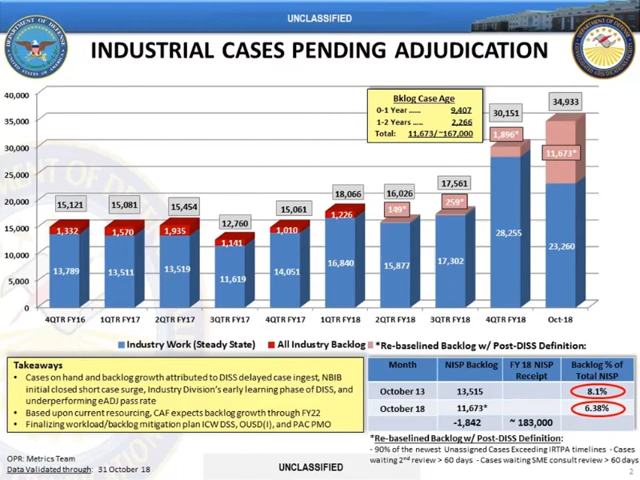 UNCLASSIFIED
INDUSTRIAL CASES PENDING ADJUDICATION
40,000
35,000
30,000
25,000
20,000
15,000
10,000
5,000
0
Bklog Case Age
0-1 Year ...... 9,407
1-2 Years ..... 2,266
Total: 11,673/~167,000
15,121
15,081
15,454
12,760
15,061
18,066
16,026
17,561
30,151
34,933
1,332
1,570
1,935
1,141
1,010
1,226
149*
259*
1,896*
11,673*
13,789
13,511
13,519
11,619
14,051
16,840
15,877
17,302
28,255
23,260
4QTR FY16 1QTR FY17 2QTR FY17 3QTR FY17 4QTR FY17 1QTR FY18 2QTR FY18 3QTR FY18 4QTR FY18 Oct-18
Industry Work (Steady State) All Industry Backlog *Re-baselined Backlog w/ Post-DISS Definition:
Takeaways
• Cases on hand and backlog growth attributed to DISS delayed case ingest, NBIB
initial closed short case surge, Industry Division's early learning phase of DISS, and
underperforming eADJ pass rate
• Based upon current resourcing, CAF expects backlog growth through FY22
• Finalizing workload/backlog mitigation plan ICW DSS, OUSD(I), and PAC PMO
Month NISP Backlog FY 18 NISP Receipt Backlog % of Total NISP
October 13 13,515 8.1%
October 18 11,673* 6.38%
-1,842 ~ 183,000
*Re-baselined Backlog w/ Post-DISS Definition:
- 90% of the newest Unassigned Cases Exceeding IRTPA timelines - Cases
waiting 2nd review > 60 days - Cases waiting SME consult review > 60 days
OPR: Metrics Team
Data Validated through: 31 October 18
UNCLASSIFIED
2